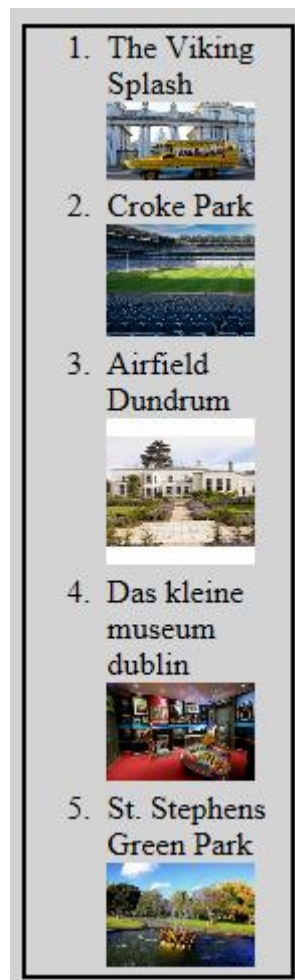 1. The Viking
Splash
2. Croke Park
3. Airfield
Dundrum
4. Das kleine
museum
dublin
5. St. Stephens
Green Park